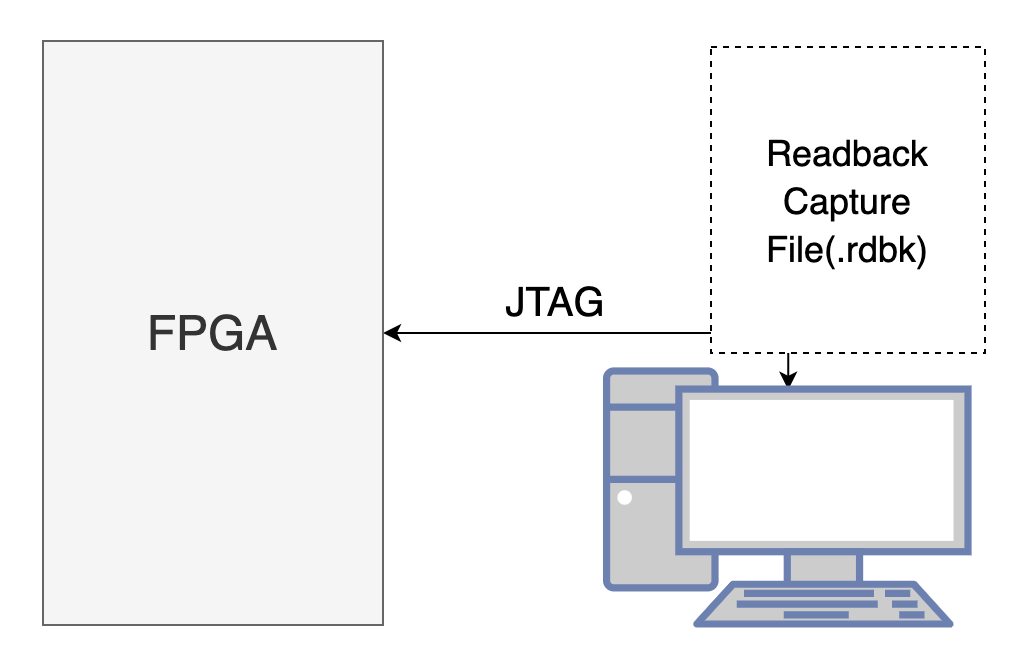 FPGA
JTAG
Readback
Capture
File(.rdbk)